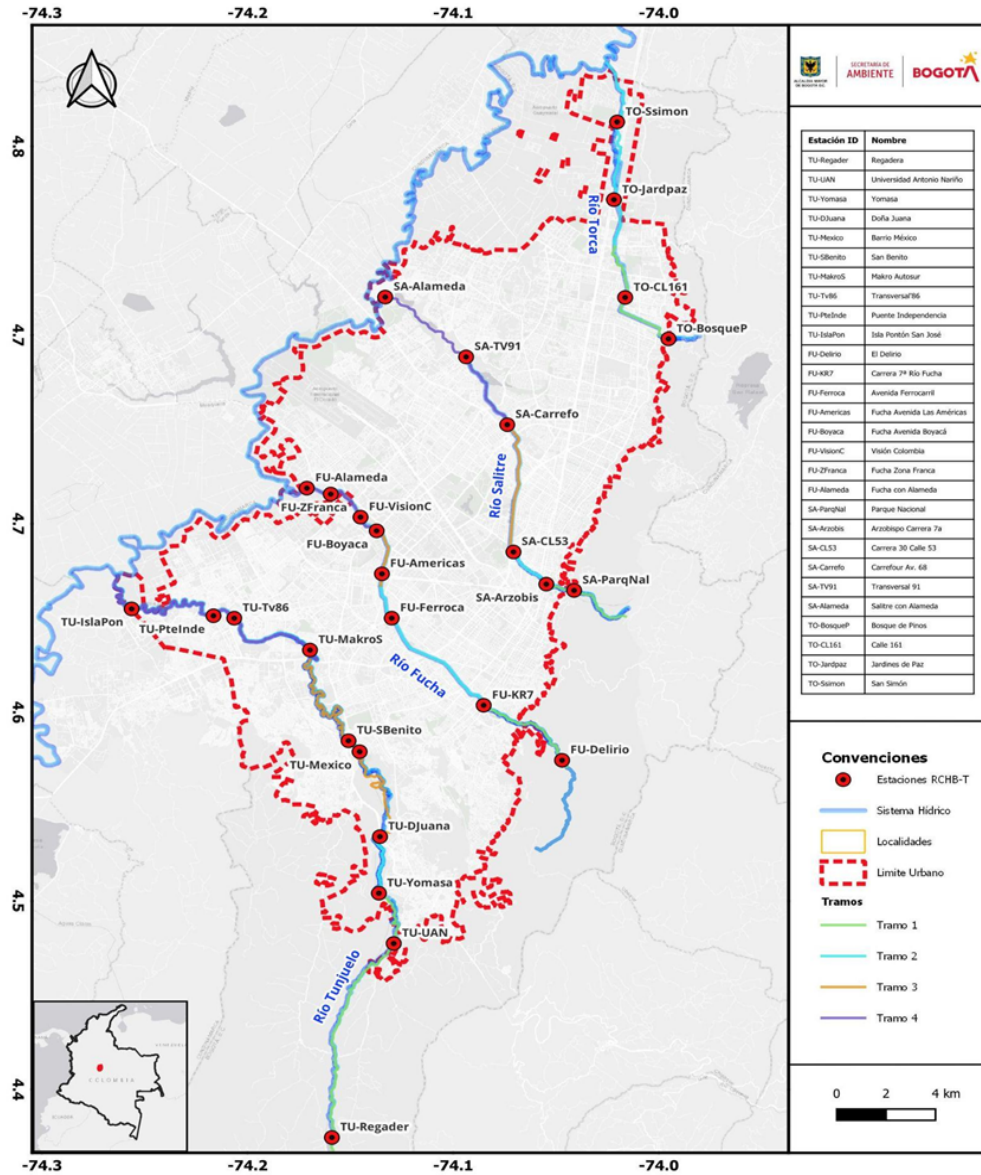 -74.3 -74.2 -74.1 -74.0
4.8
4.7
4.7
4.6
4.5
4.4
TO-Ssimon
TO-Jardpaz
Río Torca
SA-Alameda
TO-CL161
TO-BosqueP
SA-TV91
SA-Carrefo
Río Salitre
FU-Alameda
FU-ZFranca
FU-VisionC
FU-Boyaca
SA-CL53
FU-Americas
SA-ParqNal
SA-Arzobis
TU-Tv86
FU-Ferroca
TU-IslaPon
TU-PteInde
TU-MakroS
Río Fucha
FU-KR7
TU-SBenito
FU-Delirio
TU-Mexico
TU-DJuana
TU-Yomasa
TU-UAN
Río Tunjuelo
TU-Regader
COLOMBIA
-74.3 -74.2 -74.1 -74.0
ALCALDÍA MAYOR
DE BOGOTÁ D.C.
SECRETARÍA DE
AMBIENTE
BOGOTÁ
Estación ID Nombre
TU-Regader Regadera
TU-UAN Universidad Antonio Nariño
TU-Yomasa Yomasa
TU-DJuana Doña Juana
TU-Mexico Barrio México
TU-SBenito San Benito
TU-MakroS Makro Autosur
TU-Tv86 Transversal'86
TU-PteInde Puente Independencia
TU-IslaPon Isla Pontón San José
FU-Delirio El Delirio
FU-KR7 Carrera 7ª Río Fucha
FU-Ferroca Avenida Ferrocarril
FU-Americas Fucha Avenida Las Américas
FU-Boyaca Fucha Avenida Boyacá
FU-VisionC Visión Colombia
FU-ZFranca Fucha Zona Franca
FU-Alameda Fucha con Alameda
SA-ParqNal Parque Nacional
SA-Arzobis Arzobispo Carrera 7a
SA-CL53 Carrera 30 Calle 53
SA-Carrefo Carrefour Av. 68
SA-TV91 Transversal 91
SA-Alameda Salitre con Alameda
TO-BosqueP Bosque de Pinos
TO-CL161 Calle 161
TO-Jardpaz Jardines de Paz
TO-Ssimon San Simón
Convenciones
Estaciones RCHB-T
Sistema Hídrico
Localidades
Limite Urbano
Tramos
Tramo 1
Tramo 2
Tramo 3
Tramo 4
0 2 4 km